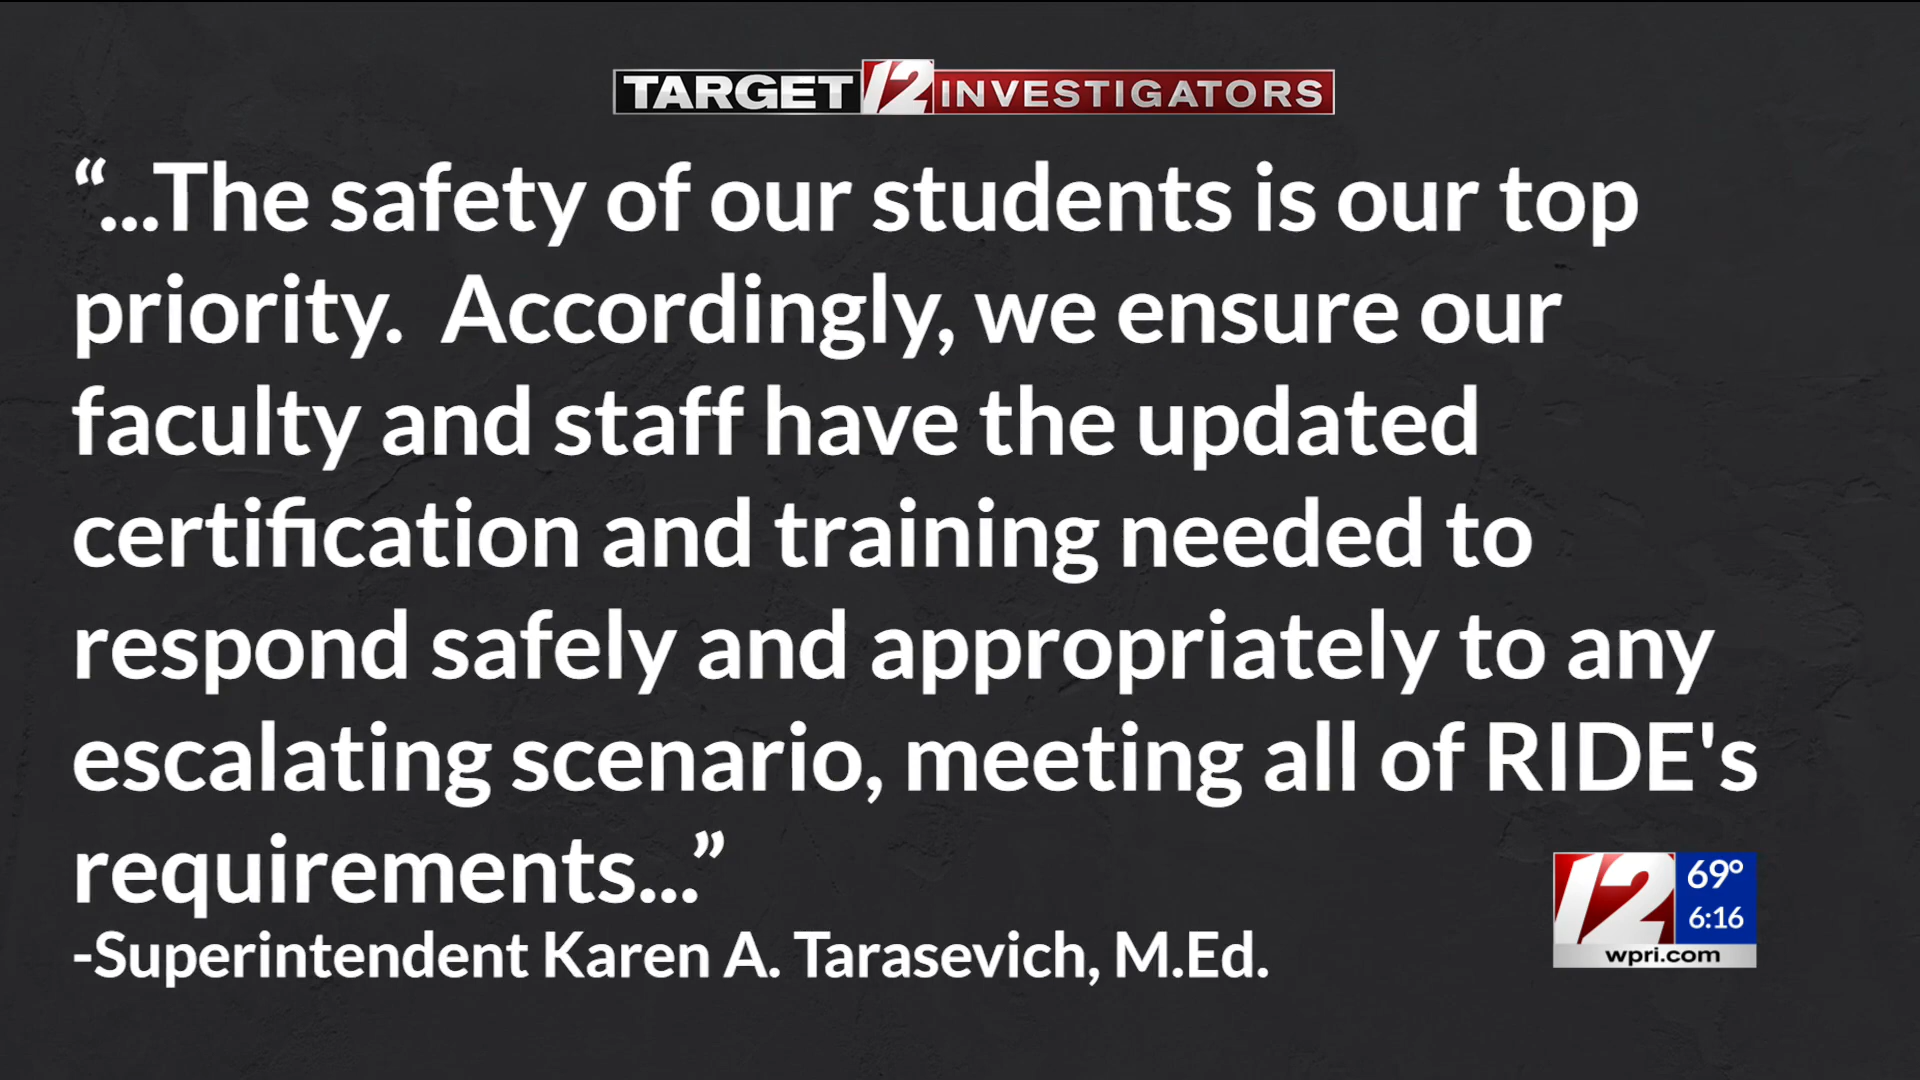 TARGET 12 INVESTIGATORS
“...The safety of our students is our top
priority.  Accordingly, we ensure our
faculty and staff have the updated
certification and training needed to
respond safely and appropriately to any
escalating scenario, meeting all of RIDE's
requirements...”
-Superintendent Karen A. Tarasevich, M.Ed.
12
69°
6:16
wpri.com